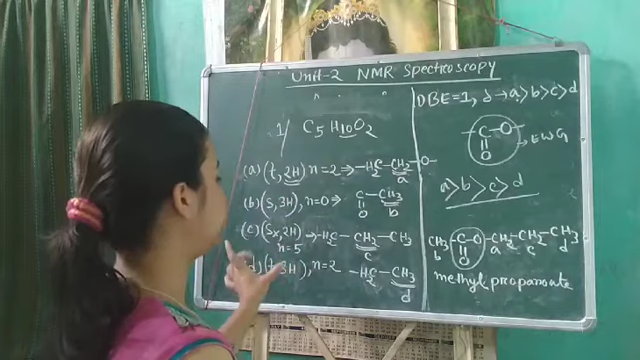 Unit-2 NMR Spectroscopy
1/ C5H10O2
(a) (t, 2H) n=2 ⇒ -H2C-CH2-O-
a
(b) (S, 3H), n=0 ⇒ C-CH3
O b
(c) (Sx, 2H) → -H2C-CH2-CH3
n=5 c
(d) (t, 3H), n=2 -H2C-CH3
d
DBE=1, d → a>b>c>d
-C-O- → EWG
O
a>b>c>d
CH3-C-O-CH2-CH2-CH3
b O a c d
methyl propanoate